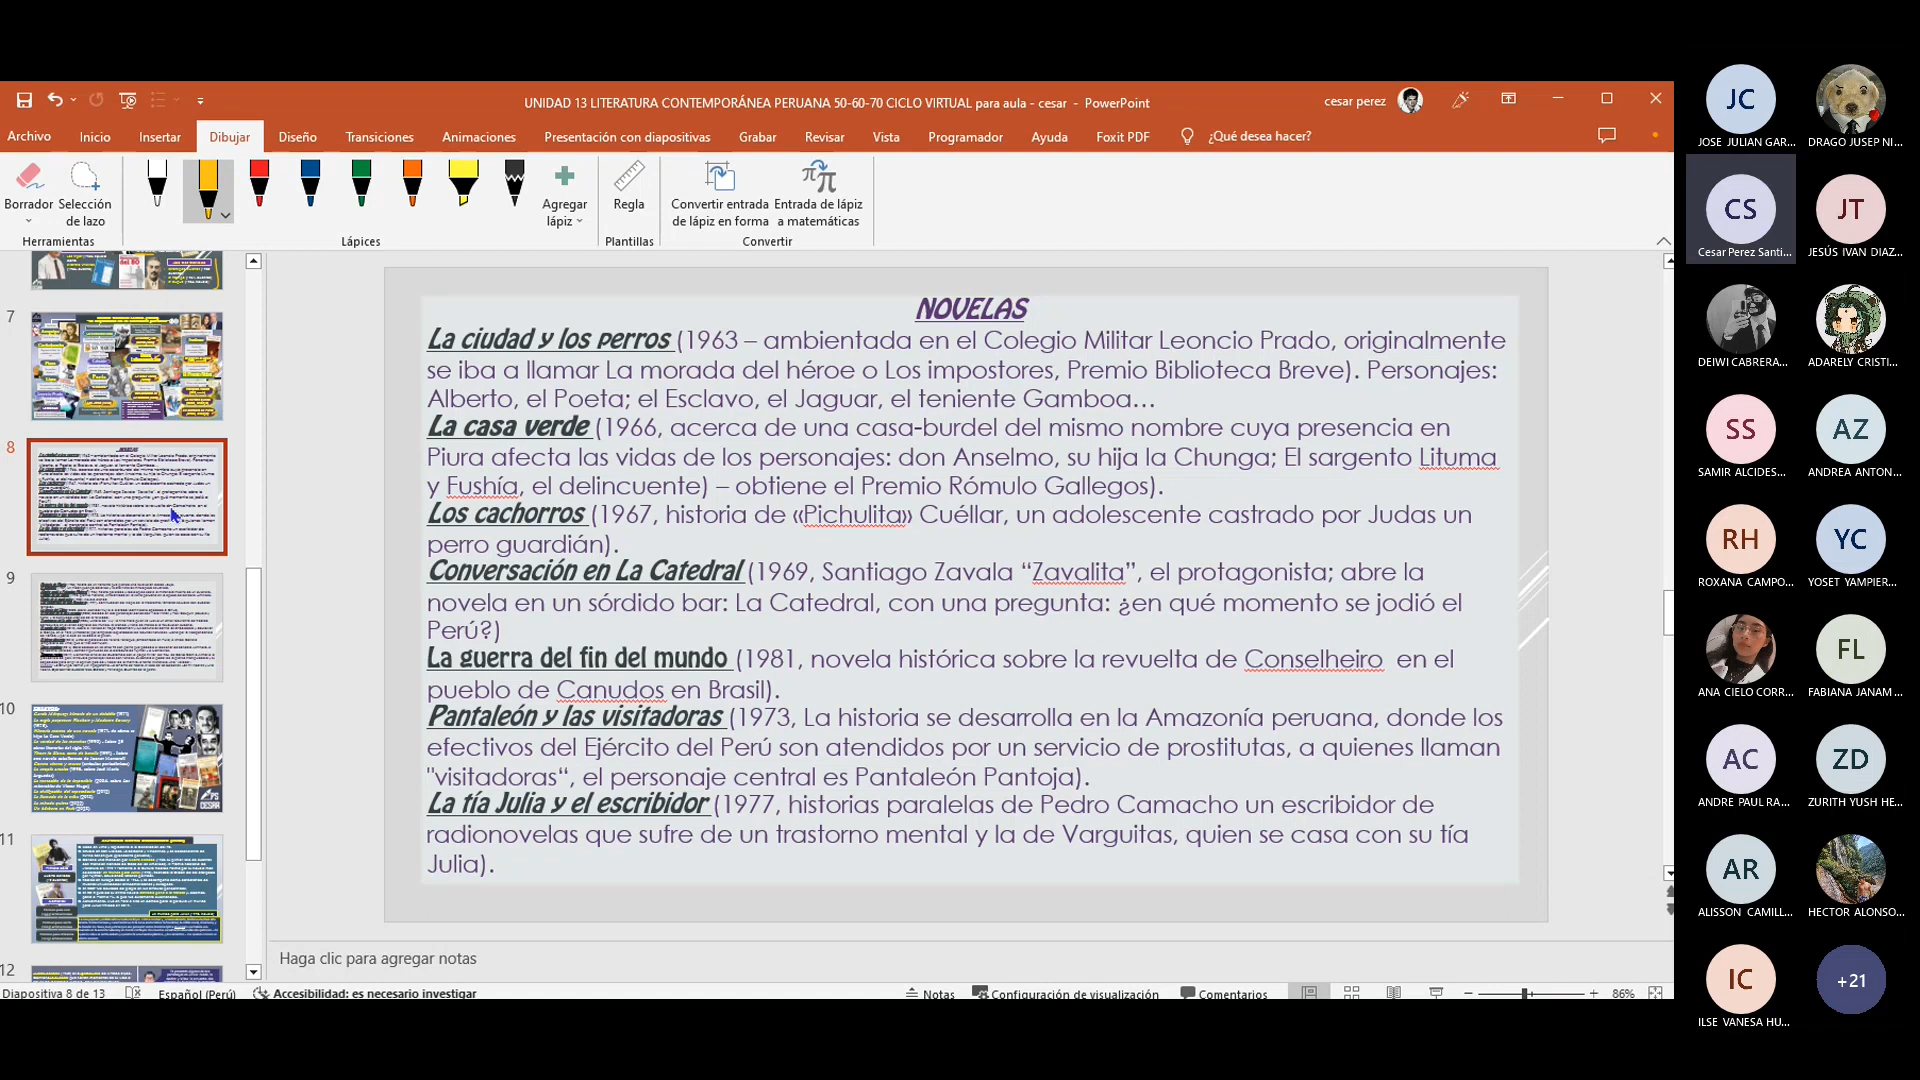 UNIDAD 13 LITERATURA CONTEMPORÁNEA PERUANA 50-60-70 CICLO VIRTUAL para aula - cesar - PowerPoint
cesar perez
Archivo
Inicio
Insertar
Dibujar
Diseño
Transiciones
Animaciones
Presentación con diapositivas
Grabar
Revisar
Vista
Programador
Ayuda
Foxit PDF
¿Qué desea hacer?
Borrador
Selección
de lazo
Agregar
lápiz
Regla
Convertir entrada
de lápiz en forma
Entrada de lápiz
a matemáticas
Herramientas
Lápices
Plantillas
Convertir
7
8
9
10
11
12
NOVELAS
La ciudad y los perros (1963 – ambientada en el Colegio Militar Leoncio Prado, originalmente
se iba a llamar La morada del héroe o Los impostores, Premio Biblioteca Breve). Personajes:
Alberto, el Poeta; el Esclavo, el Jaguar, el teniente Gamboa…
La casa verde (1966, acerca de una casa-burdel del mismo nombre cuya presencia en
Piura afecta las vidas de los personajes: don Anselmo, su hija la Chunga; El sargento Lituma
y Fushía, el delincuente) – obtiene el Premio Rómulo Gallegos).
Los cachorros (1967, historia de «Pichulita» Cuéllar, un adolescente castrado por Judas un
perro guardián).
Conversación en La Catedral (1969, Santiago Zavala “Zavalita”, el protagonista; abre la
novela en un sórdido bar: La Catedral, con una pregunta: ¿en qué momento se jodió el
Perú?)
La guerra del fin del mundo (1981, novela histórica sobre la revuelta de Conselheiro en el
pueblo de Canudos en Brasil).
Pantaleón y las visitadoras (1973, La historia se desarrolla en la Amazonía peruana, donde los
efectivos del Ejército del Perú son atendidos por un servicio de prostitutas, a quienes llaman
"visitadoras“, el personaje central es Pantaleón Pantoja).
La tía Julia y el escribidor (1977, historias paralelas de Pedro Camacho un escribidor de
radionovelas que sufre de un trastorno mental y la de Varguitas, quien se casa con su tía
Julia).
Haga clic para agregar notas
Diapositiva 8 de 13
Español (Perú)
Accesibilidad: es necesario investigar
Notas
Configuración de visualización
Comentarios
86%
JC
JOSE JULIAN GAR...
DRAGO JUSEP NI...
CS
Cesar Perez Santi...
JT
JESÚS IVAN DIAZ...
DEIWI CABRERA...
ADARELY CRISTI...
SS
SAMIR ALCIDES...
AZ
ANDREA ANTON...
RH
ROXANA CAMPO...
YC
YOSET YAMPIER...
ANA CIELO CORR...
FL
FABIANA JANAM ...
AC
ANDRE PAUL RA...
ZD
ZURITH YUSH HE...
AR
ALISSON CAMILL...
HECTOR ALONSO...
IC
ILSE VANESA HU...
+21